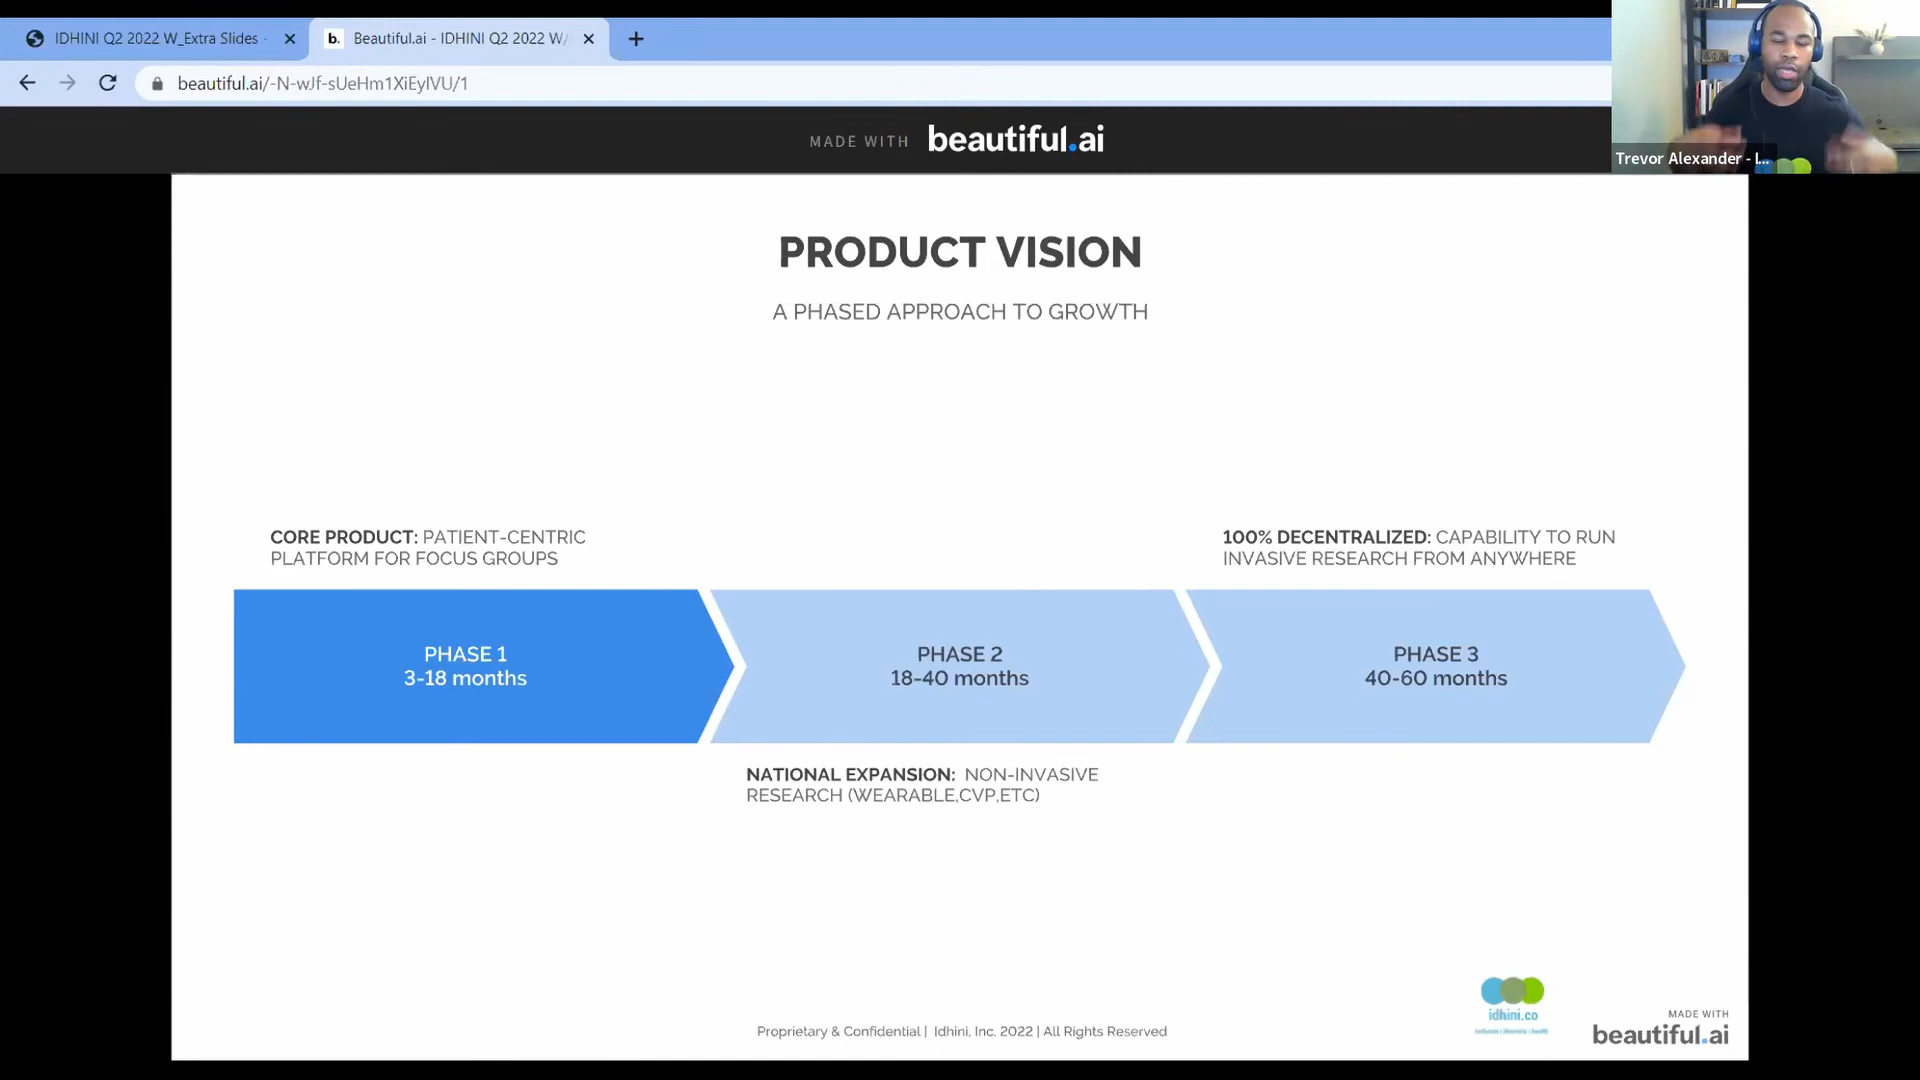 IDHINI Q2 2022 W_Extra Slides -
b. Beautiful.ai - IDHINI Q2 2022 W/
beautiful.ai/-N-wJf-sUeHm1XiEylVU/1
MADE WITH beautiful.ai
Trevor Alexander - I...
PRODUCT VISION
A PHASED APPROACH TO GROWTH
CORE PRODUCT: PATIENT-CENTRIC
PLATFORM FOR FOCUS GROUPS
100% DECENTRALIZED: CAPABILITY TO RUN
INVASIVE RESEARCH FROM ANYWHERE
PHASE 1
3-18 months
PHASE 2
18-40 months
PHASE 3
40-60 months
NATIONAL EXPANSION: NON-INVASIVE
RESEARCH (WEARABLE,CVP,ETC)
idhini.co
Proprietary & Confidential | Idhini, Inc. 2022 | All Rights Reserved
MADE WITH
beautiful.ai